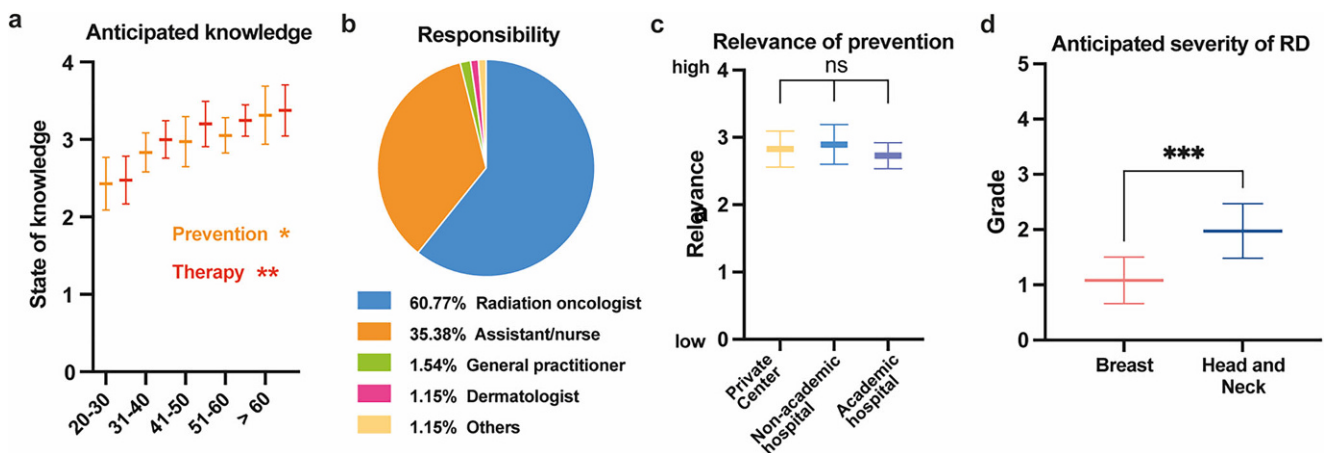 a
Anticipated knowledge
State of knowledge
4
3
2
1
0
Prevention *
Therapy **
20-30
31-40
41-50
51-60
> 60
b
Responsibility
60.77% Radiation oncologist
35.38% Assistant/nurse
1.54% General practitioner
1.15% Dermatologist
1.15% Others
c
Relevance of prevention
high
low
Relevance
4
3
2
1
0
ns
Private
Center
Non-academic
hospital
Academic
hospital
d
Anticipated severity of RD
Grade
5
4
3
2
1
0
***
Breast
Head and
Neck